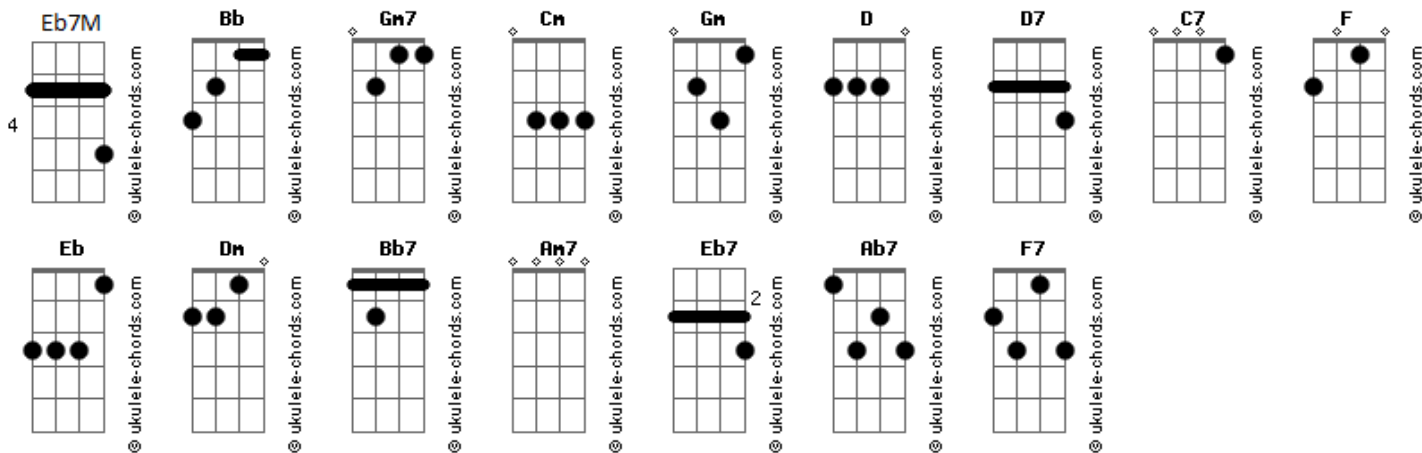 Eb7M Bb Gm7 Cm Gm D D7 C7 F
4
© ukulele-chords.com © ukulele-chords.com © ukulele-chords.com © ukulele-chords.com © ukulele-chords.com © ukulele-chords.com © ukulele-chords.com © ukulele-chords.com © ukulele-chords.com
Eb Dm Bb7 Am7 Eb7 Ab7 F7
2
© ukulele-chords.com © ukulele-chords.com © ukulele-chords.com © ukulele-chords.com © ukulele-chords.com © ukulele-chords.com © ukulele-chords.com